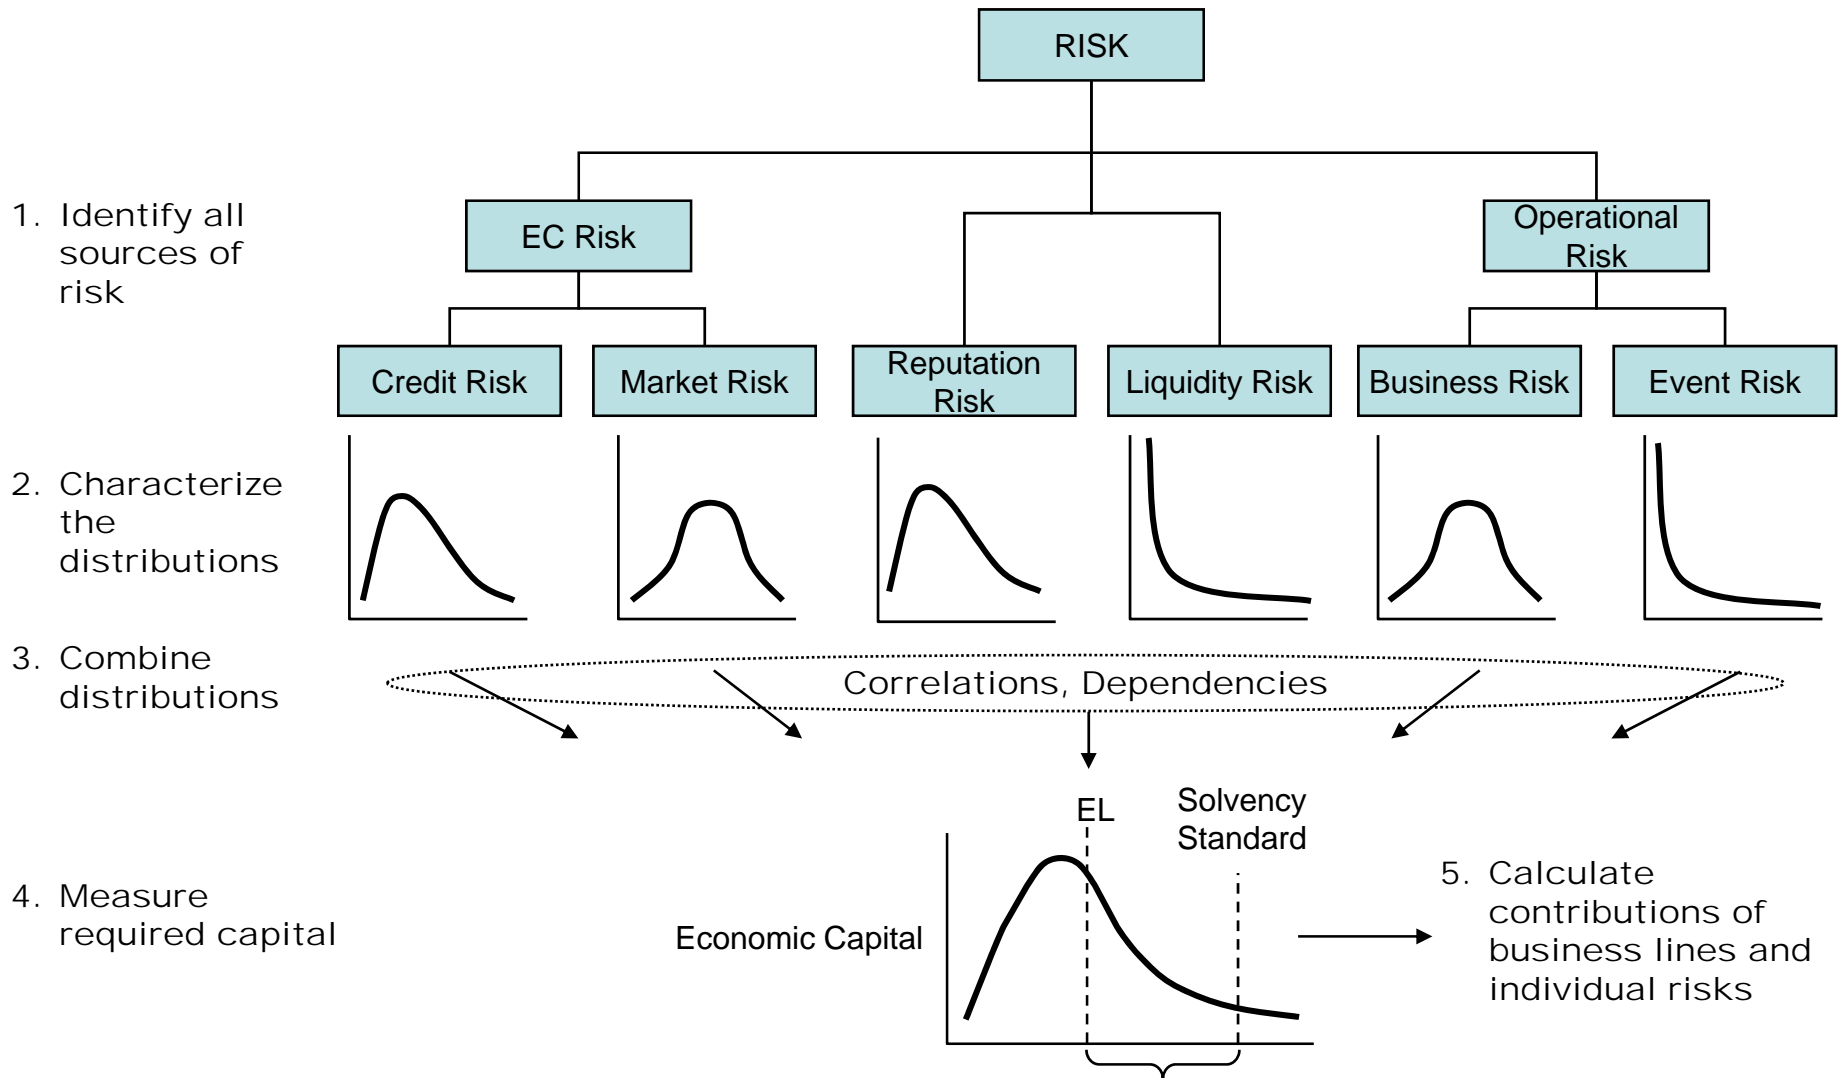 RISK
1. Identify all
sources of
risk
EC Risk
Operational
Risk
Credit Risk
Market Risk
Reputation
Risk
Liquidity Risk
Business Risk
Event Risk
2. Characterize
the
distributions
3. Combine
distributions
Correlations, Dependencies
EL
Solvency
Standard
4. Measure
required capital
Economic Capital
5. Calculate
contributions of
business lines and
individual risks